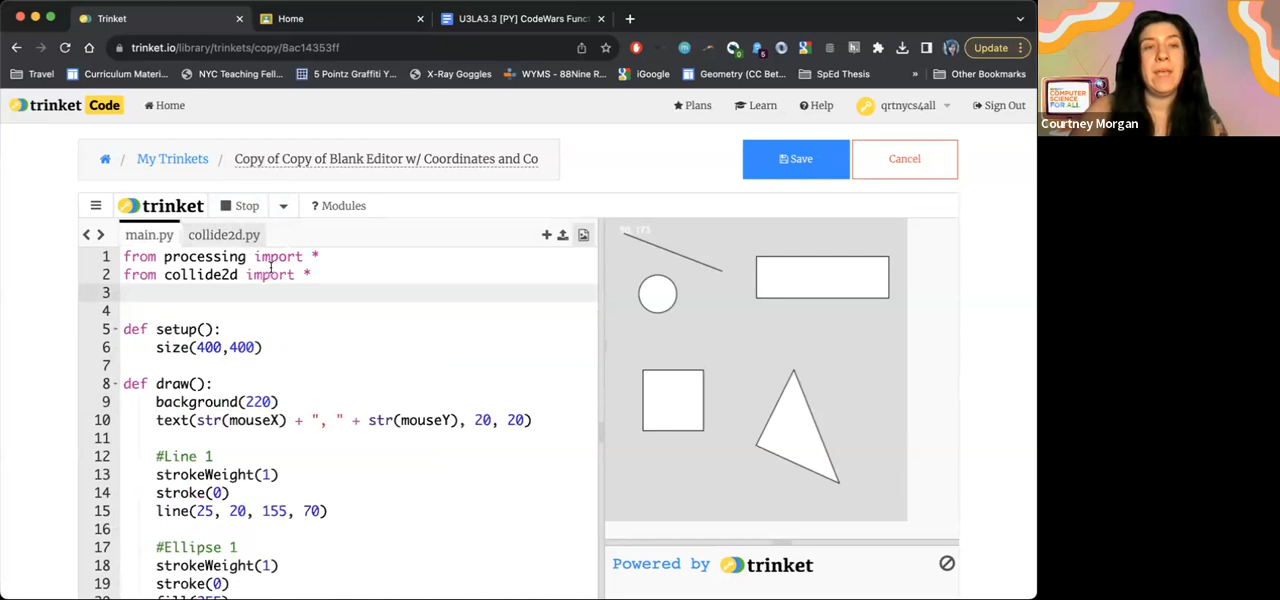 Trinket
Home
U3LA3.3 [PY] CodeWars Func
trinket.io/library/trinkets/copy/8ac14353ff
Update
Travel
Curriculum Materi...
NYC Teaching Fell...
5 Pointz Graffiti Y...
X-Ray Goggles
WYMS - 88Nine R...
iGoogle
Geometry (CC Bet...
SpEd Thesis
»
Other Bookmarks
trinket Code
Home
Plans
Learn
? Help
qrtnycs4all
Sign Out
/ My Trinkets / Copy of Copy of Blank Editor w/ Coordinates and Co
Save
Cancel
trinket
Stop
? Modules
main.py
collide2d.py
1 from processing import *
2 from collide2d import *
3
4
5 def setup():
6 size(400,400)
7
8 def draw():
9 background(220)
10 text(str(mouseX) + ", " + str(mouseY), 20, 20)
11
12 #Line 1
13 strokeWeight(1)
14 stroke(0)
15 line(25, 20, 155, 70)
16
17 #Ellipse 1
18 strokeWeight(1)
19 stroke(0)
Powered by trinket
COMPUTER
SCIENCE
FOR ALL
Courtney Morgan